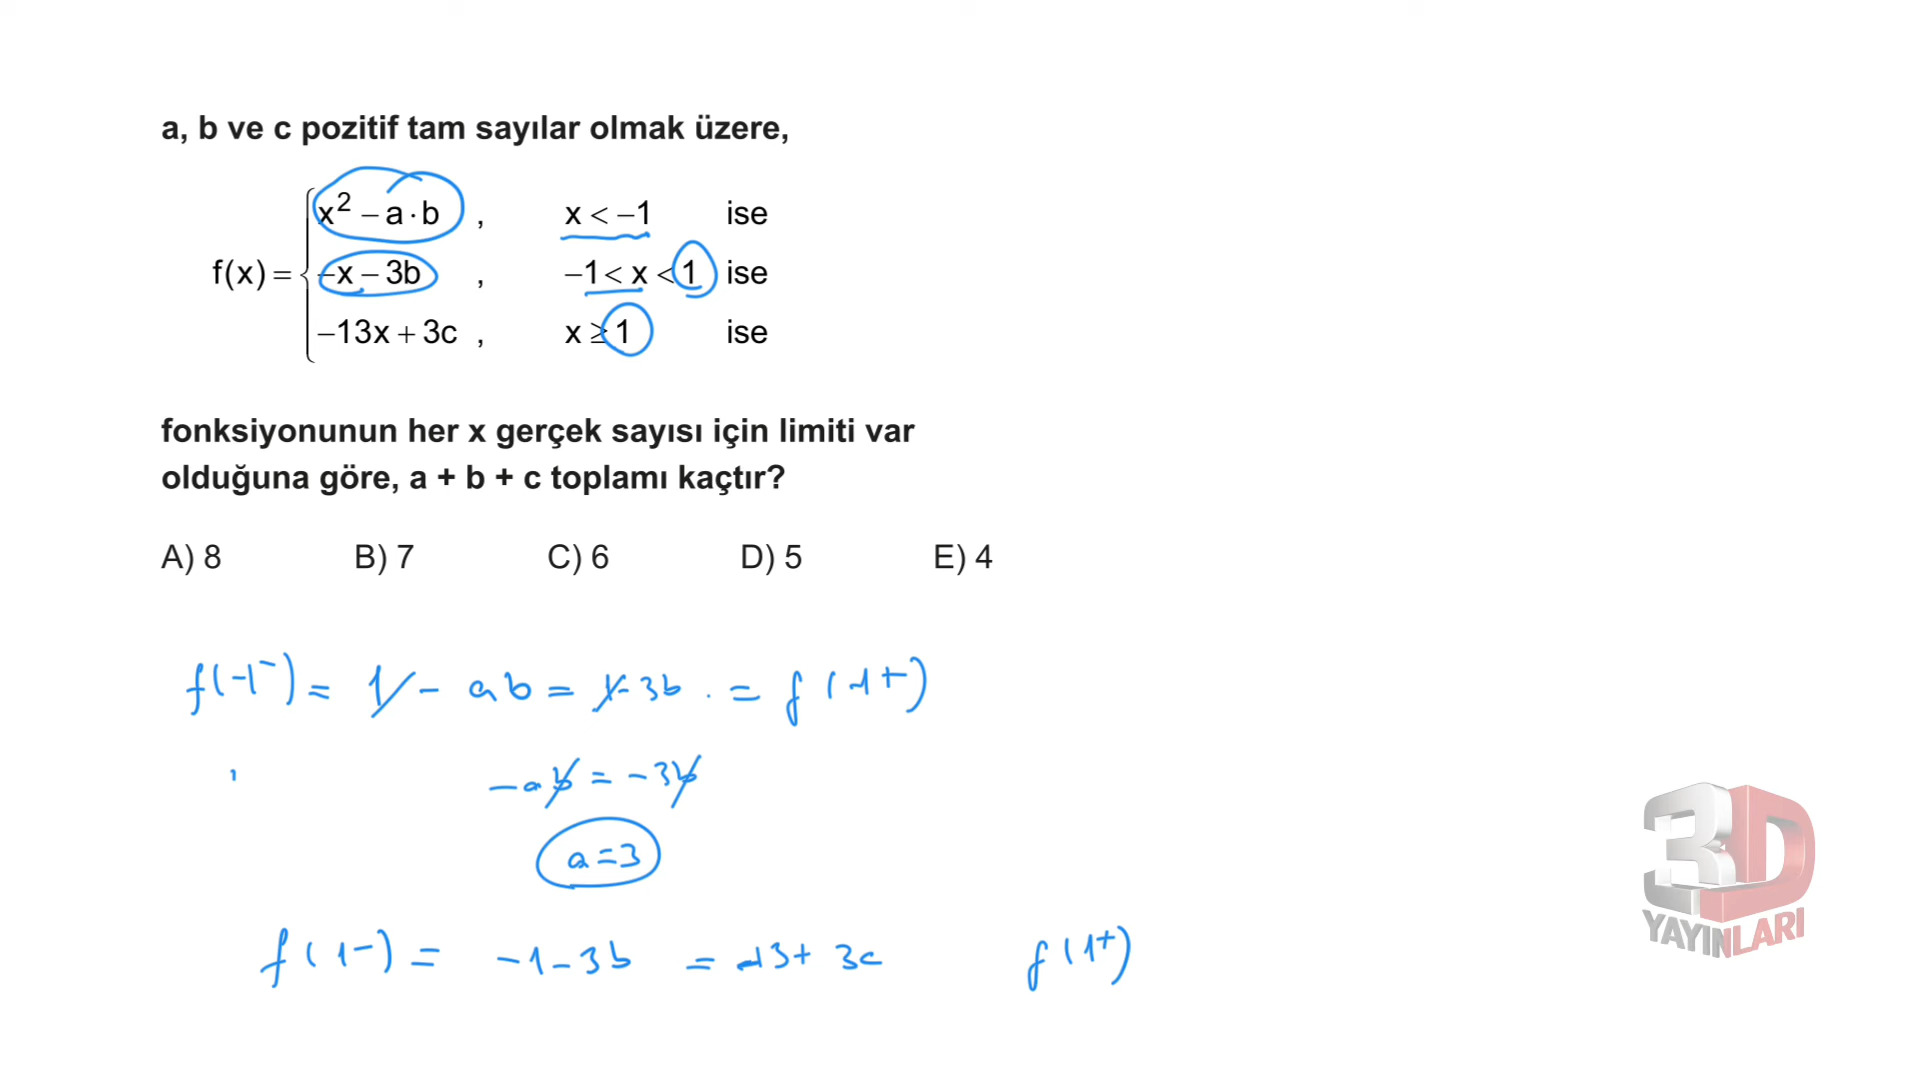 a, b ve c pozitif tam sayılar olmak üzere,
x² – a · b , x < –1 ise
f(x) = –x – 3b , –1 < x < 1 ise
–13x + 3c , x ≥ 1 ise
fonksiyonunun her x gerçek sayısı için limiti var
olduğuna göre, a + b + c toplamı kaçtır?
A) 8 B) 7 C) 6 D) 5 E) 4
f(-1⁻) = 1 - ab = 1 - 3b . = f(-1+)
-ab = -3b
a=3
f(1-) = -1-3b = -13+ 3c f(1+)
3D
YAYINLARI